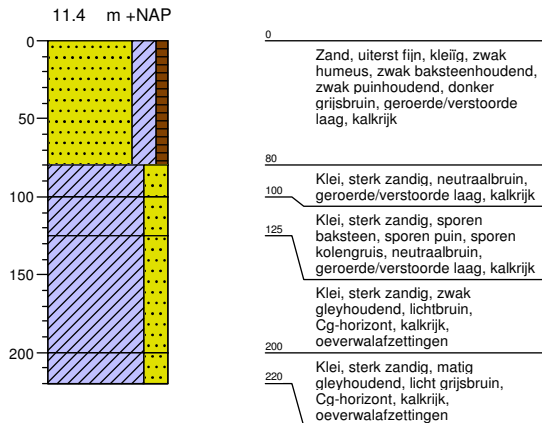 11.4 m +NAP
0
50
100
150
200
0
Zand, uiterst fijn, kleiïg, zwak
humeus, zwak baksteenhoudend,
zwak puinhoudend, donker
grijsbruin, geroerde/verstoorde
laag, kalkrijk
80
Klei, sterk zandig, neutraalbruin,
geroerde/verstoorde laag, kalkrijk
100
Klei, sterk zandig, sporen
baksteen, sporen puin, sporen
kolengruis, neutraalbruin,
geroerde/verstoorde laag, kalkrijk
125
Klei, sterk zandig, zwak
gleyhoudend, lichtbruin,
Cg-horizont, kalkrijk,
oeverwalafzettingen
200
Klei, sterk zandig, matig
gleyhoudend, licht grijsbruin,
Cg-horizont, kalkrijk,
oeverwalafzettingen
220